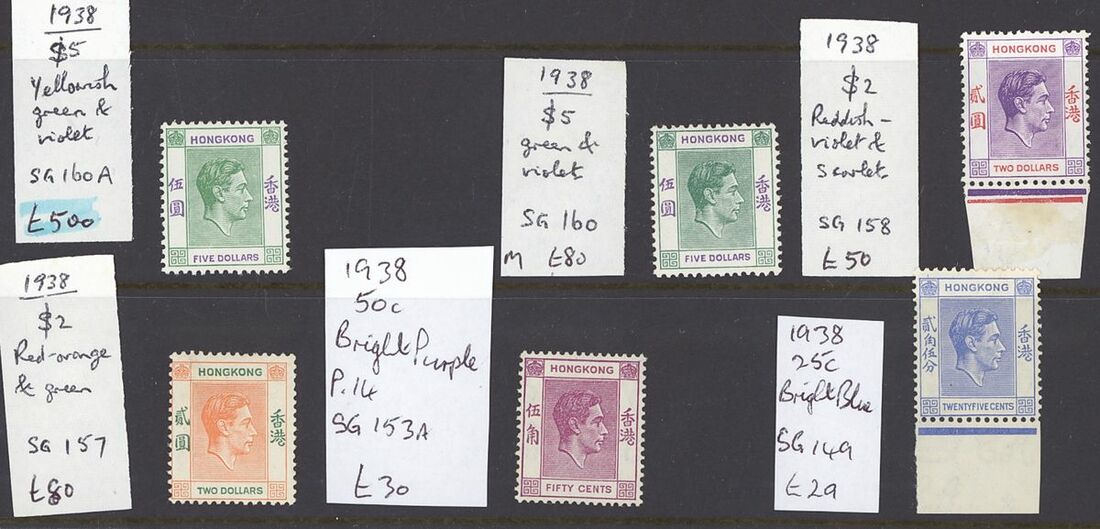 1938
$5
Yellowish
green &
violet
SG 160A
£500
HONGKONG
伍圓
香港
FIVE DOLLARS
1938
$5
green &
violet
SG 160
M £80
HONGKONG
伍圓
香港
FIVE DOLLARS
1938
$2
Reddish-
violet &
Scarlet
SG 158
£50
HONGKONG
貳圓
香港
TWO DOLLARS
1938
$2
Red-orange
& green
SG 157
£80
HONGKONG
貳圓
香港
TWO DOLLARS
1938
50c
Bright Purple
P.14
SG 153A
£30
HONGKONG
伍角
香港
FIFTY CENTS
1938
25c
Bright Blue
SG 149
£29
HONGKONG
貳角伍分
香港
TWENTYFIVE CENTS